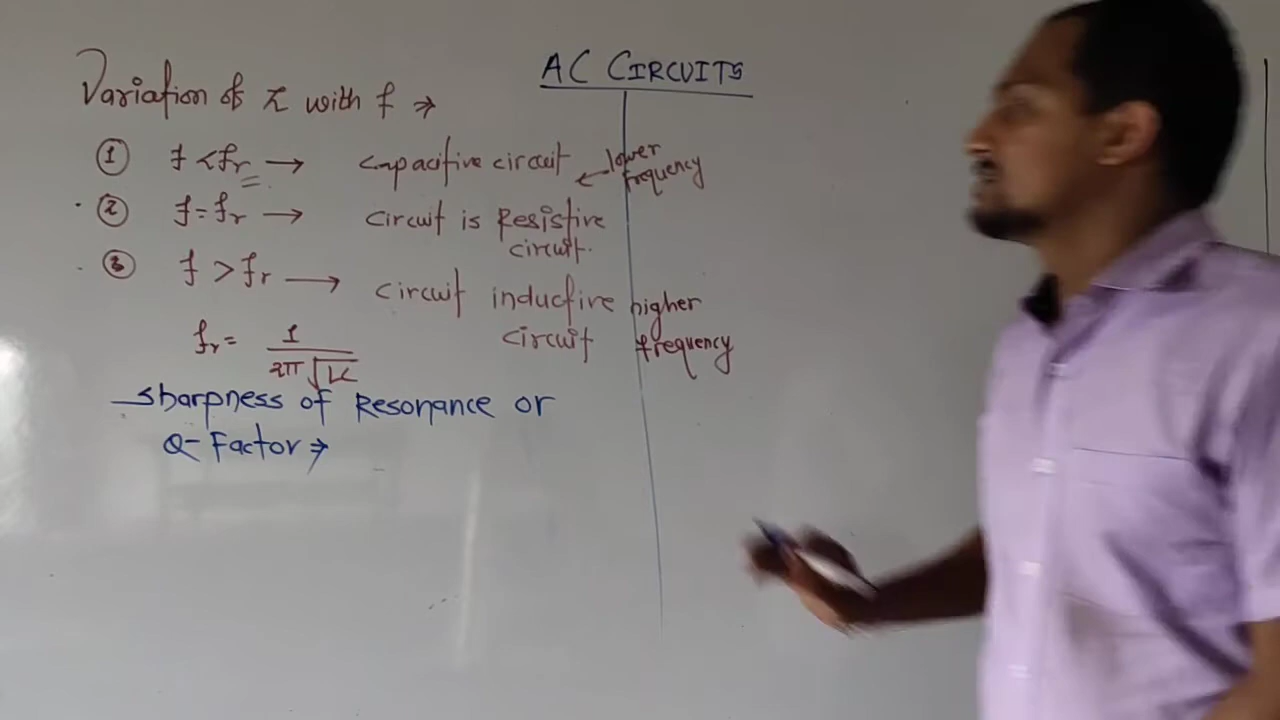 AC CIRCUITS
Variation of Z with f ⇒
① f < fr → capacitive circuit ← lower frequency
② f = fr → circuit is Resistive
circuit.
③ f > fr → circuit inductive higher
circuit frequency
fr = 1 / 2π√LC
Sharpness of Resonance or
Q-Factor ⇒